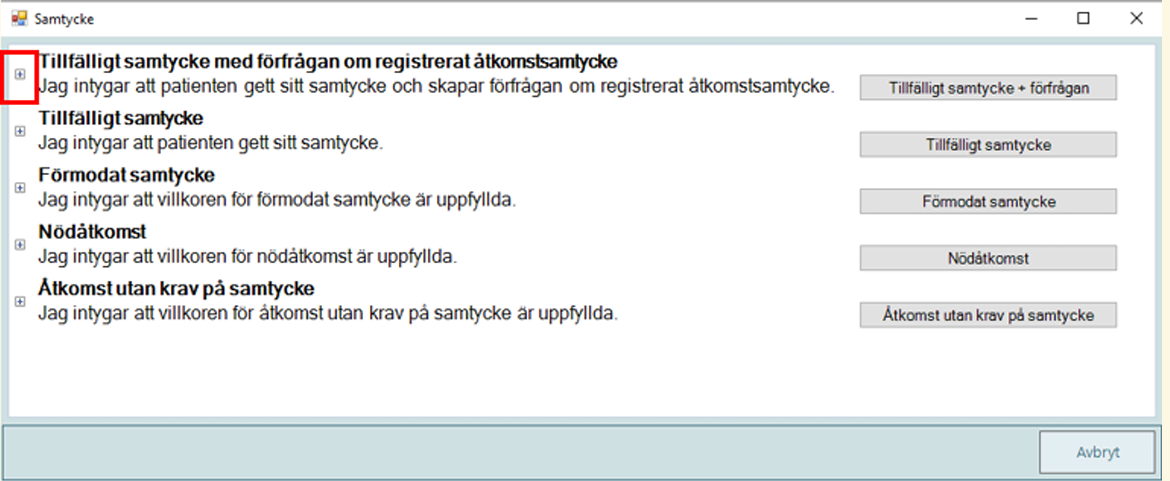 Samtycke
Tillfälligt samtycke med förfrågan om registrerat åtkomstsamtycke
Jag intygar att patienten gett sitt samtycke och skapar förfrågan om registrerat åtkomstsamtycke.
Tillfälligt samtycke + förfrågan
Tillfälligt samtycke
Jag intygar att patienten gett sitt samtycke.
Tillfälligt samtycke
Förmodat samtycke
Jag intygar att villkoren för förmodat samtycke är uppfyllda.
Förmodat samtycke
Nödåtkomst
Jag intygar att villkoren för nödåtkomst är uppfyllda.
Nödåtkomst
Åtkomst utan krav på samtycke
Jag intygar att villkoren för åtkomst utan krav på samtycke är uppfyllda.
Åtkomst utan krav på samtycke
Avbryt